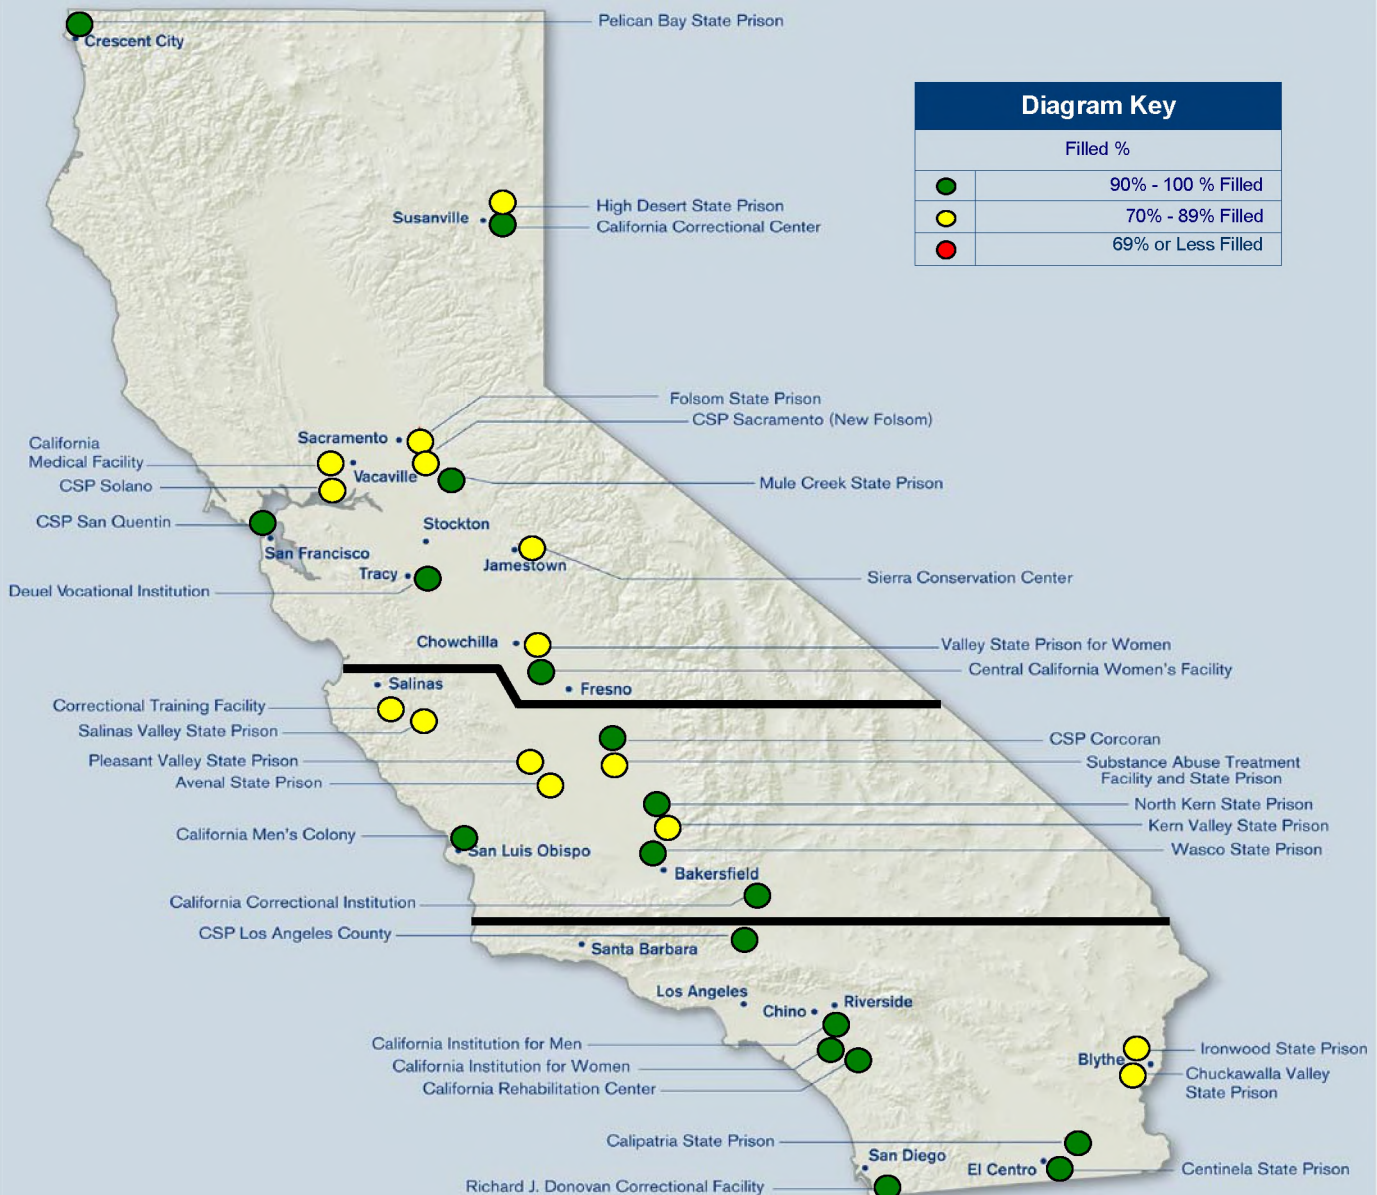 Pelican Bay State Prison
Crescent City
Diagram Key
Filled %
90% - 100 % Filled
70% - 89% Filled
69% or Less Filled
High Desert State Prison
Susanville
California Correctional Center
Folsom State Prison
CSP Sacramento (New Folsom)
Sacramento
California
Medical Facility
Vacaville
CSP Solano
Mule Creek State Prison
CSP San Quentin
Stockton
San Francisco
Jamestown
Tracy
Sierra Conservation Center
Deuel Vocational Institution
Chowchilla
Valley State Prison for Women
Central California Women's Facility
Salinas
Fresno
Correctional Training Facility
Salinas Valley State Prison
CSP Corcoran
Pleasant Valley State Prison
Substance Abuse Treatment
Facility and State Prison
Avenal State Prison
North Kern State Prison
Kern Valley State Prison
California Men's Colony
San Luis Obispo
Wasco State Prison
Bakersfield
California Correctional Institution
CSP Los Angeles County
Santa Barbara
Los Angeles
Riverside
Chino
California Institution for Men
Ironwood State Prison
Blythe
California Institution for Women
Chuckawalla Valley
State Prison
California Rehabilitation Center
Calipatria State Prison
San Diego
El Centro
Centinela State Prison
Richard J. Donovan Correctional Facility